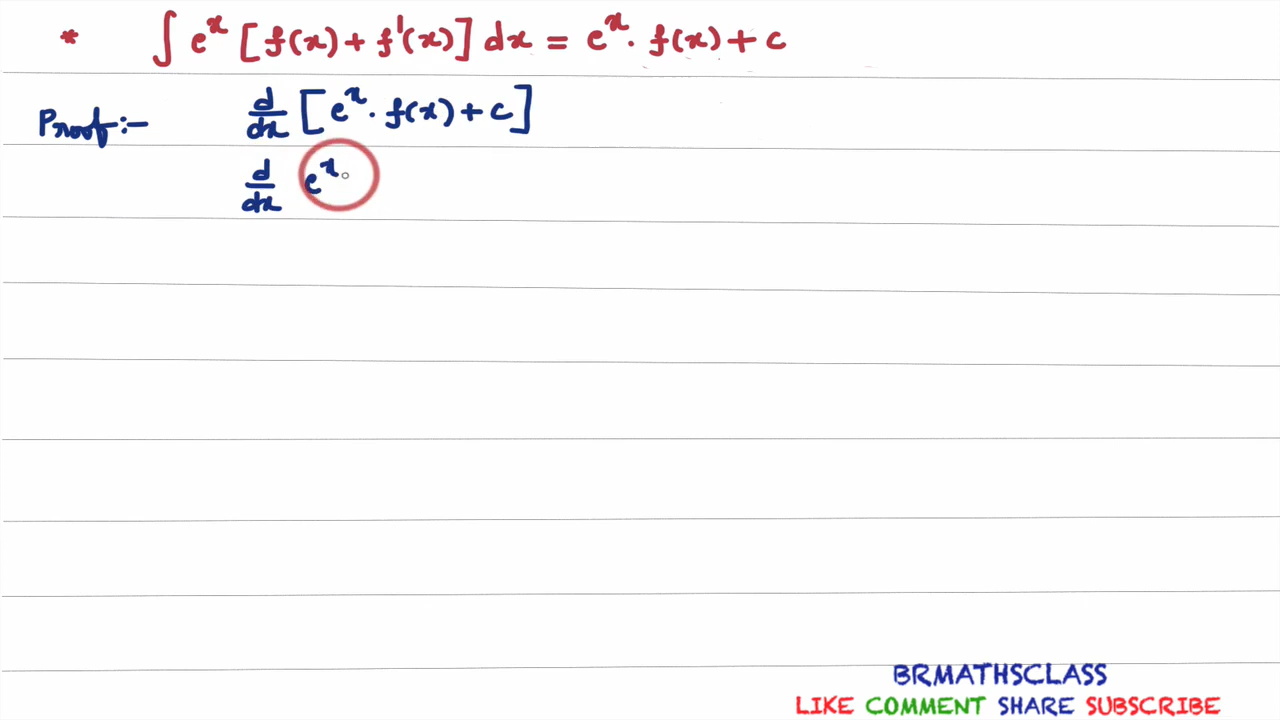 * ∫ eˣ [f(x) + f'(x)] dx = eˣ · f(x) + c
Proof:- d/dx [eˣ · f(x) + c]
d/dx eˣ ·
BRMATHSCLASS
LIKE COMMENT SHARE SUBSCRIBE